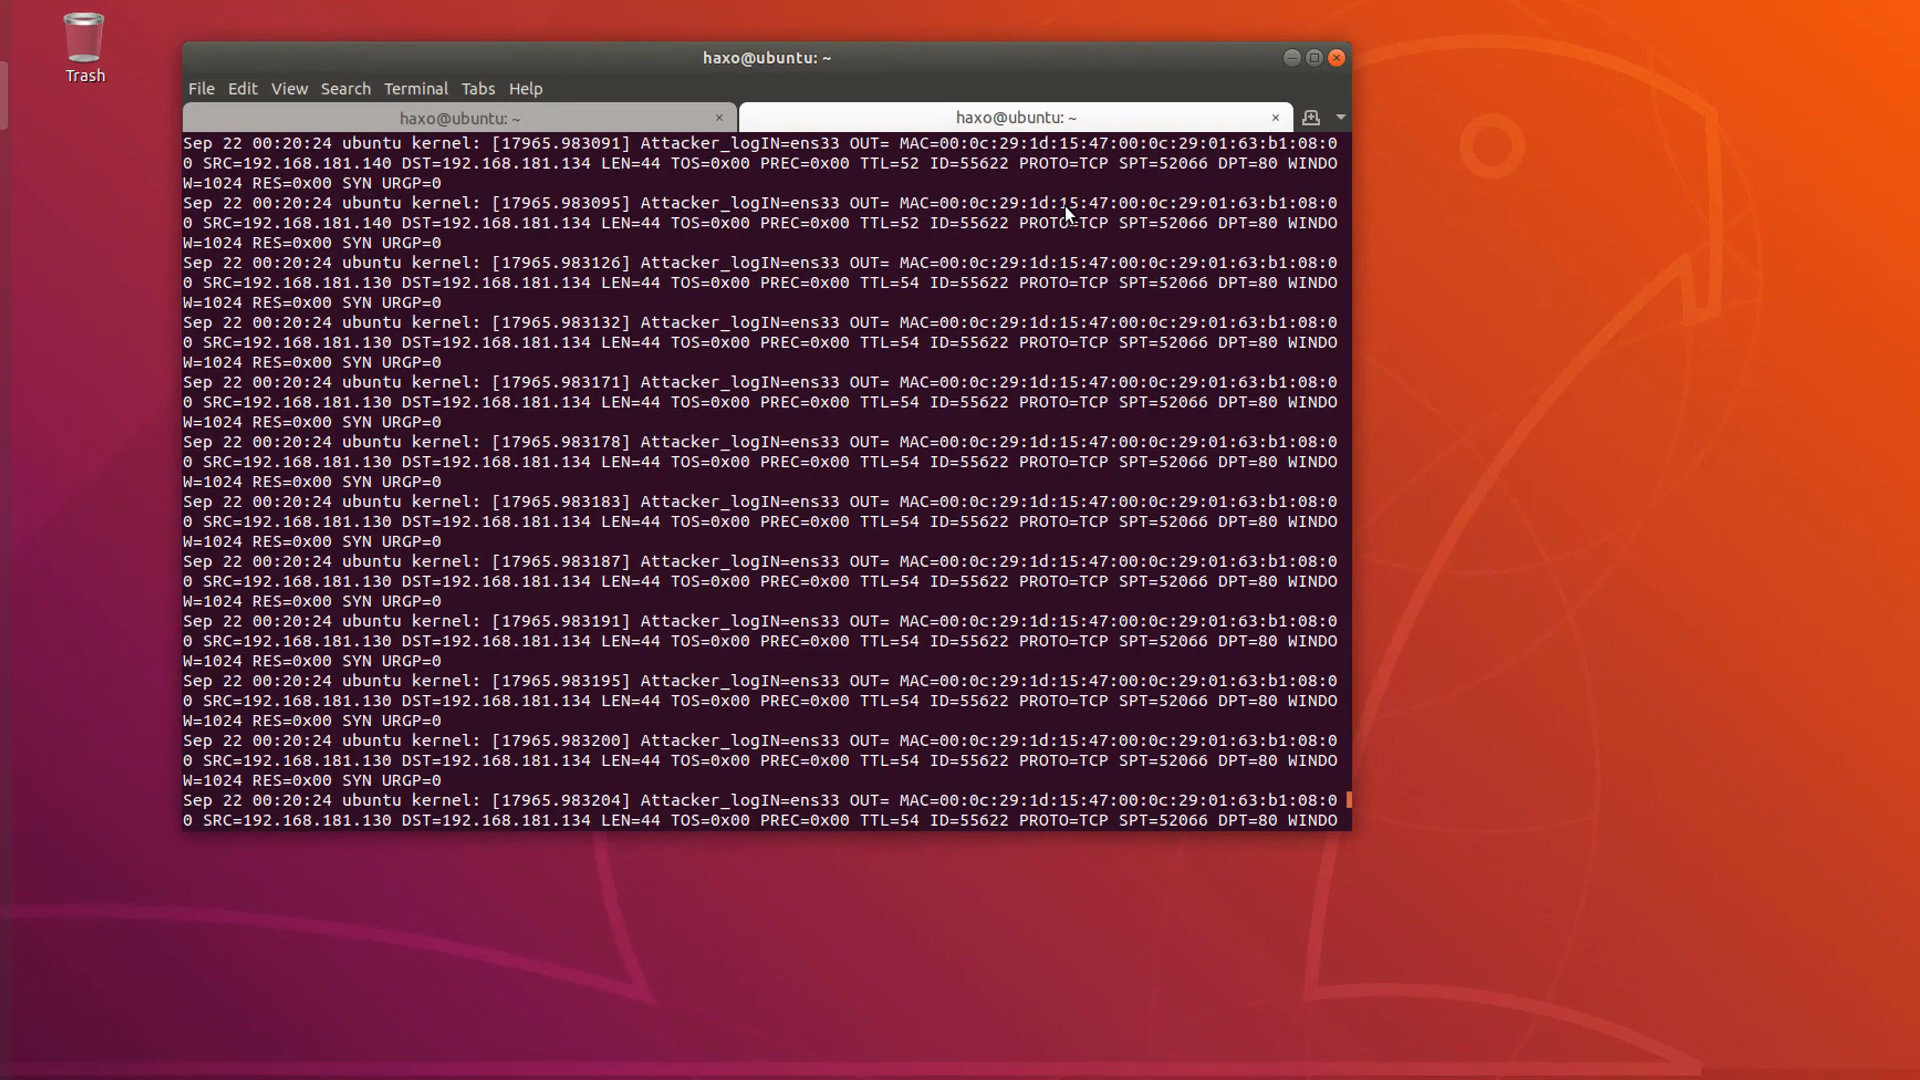 Trash
haxo@ubuntu: ~
File Edit View Search Terminal Tabs Help
haxo@ubuntu: ~ × haxo@ubuntu: ~ ×
Sep 22 00:20:24 ubuntu kernel: [17965.983091] Attacker_logIN=ens33 OUT= MAC=00:0c:29:1d:15:47:00:0c:29:01:63:b1:08:0
0 SRC=192.168.181.140 DST=192.168.181.134 LEN=44 TOS=0x00 PREC=0x00 TTL=52 ID=55622 PROTO=TCP SPT=52066 DPT=80 WINDO
W=1024 RES=0x00 SYN URGP=0
Sep 22 00:20:24 ubuntu kernel: [17965.983095] Attacker_logIN=ens33 OUT= MAC=00:0c:29:1d:15:47:00:0c:29:01:63:b1:08:0
0 SRC=192.168.181.140 DST=192.168.181.134 LEN=44 TOS=0x00 PREC=0x00 TTL=52 ID=55622 PROTO=TCP SPT=52066 DPT=80 WINDO
W=1024 RES=0x00 SYN URGP=0
Sep 22 00:20:24 ubuntu kernel: [17965.983126] Attacker_logIN=ens33 OUT= MAC=00:0c:29:1d:15:47:00:0c:29:01:63:b1:08:0
0 SRC=192.168.181.130 DST=192.168.181.134 LEN=44 TOS=0x00 PREC=0x00 TTL=54 ID=55622 PROTO=TCP SPT=52066 DPT=80 WINDO
W=1024 RES=0x00 SYN URGP=0
Sep 22 00:20:24 ubuntu kernel: [17965.983132] Attacker_logIN=ens33 OUT= MAC=00:0c:29:1d:15:47:00:0c:29:01:63:b1:08:0
0 SRC=192.168.181.130 DST=192.168.181.134 LEN=44 TOS=0x00 PREC=0x00 TTL=54 ID=55622 PROTO=TCP SPT=52066 DPT=80 WINDO
W=1024 RES=0x00 SYN URGP=0
Sep 22 00:20:24 ubuntu kernel: [17965.983171] Attacker_logIN=ens33 OUT= MAC=00:0c:29:1d:15:47:00:0c:29:01:63:b1:08:0
0 SRC=192.168.181.130 DST=192.168.181.134 LEN=44 TOS=0x00 PREC=0x00 TTL=54 ID=55622 PROTO=TCP SPT=52066 DPT=80 WINDO
W=1024 RES=0x00 SYN URGP=0
Sep 22 00:20:24 ubuntu kernel: [17965.983178] Attacker_logIN=ens33 OUT= MAC=00:0c:29:1d:15:47:00:0c:29:01:63:b1:08:0
0 SRC=192.168.181.130 DST=192.168.181.134 LEN=44 TOS=0x00 PREC=0x00 TTL=54 ID=55622 PROTO=TCP SPT=52066 DPT=80 WINDO
W=1024 RES=0x00 SYN URGP=0
Sep 22 00:20:24 ubuntu kernel: [17965.983183] Attacker_logIN=ens33 OUT= MAC=00:0c:29:1d:15:47:00:0c:29:01:63:b1:08:0
0 SRC=192.168.181.130 DST=192.168.181.134 LEN=44 TOS=0x00 PREC=0x00 TTL=54 ID=55622 PROTO=TCP SPT=52066 DPT=80 WINDO
W=1024 RES=0x00 SYN URGP=0
Sep 22 00:20:24 ubuntu kernel: [17965.983187] Attacker_logIN=ens33 OUT= MAC=00:0c:29:1d:15:47:00:0c:29:01:63:b1:08:0
0 SRC=192.168.181.130 DST=192.168.181.134 LEN=44 TOS=0x00 PREC=0x00 TTL=54 ID=55622 PROTO=TCP SPT=52066 DPT=80 WINDO
W=1024 RES=0x00 SYN URGP=0
Sep 22 00:20:24 ubuntu kernel: [17965.983191] Attacker_logIN=ens33 OUT= MAC=00:0c:29:1d:15:47:00:0c:29:01:63:b1:08:0
0 SRC=192.168.181.130 DST=192.168.181.134 LEN=44 TOS=0x00 PREC=0x00 TTL=54 ID=55622 PROTO=TCP SPT=52066 DPT=80 WINDO
W=1024 RES=0x00 SYN URGP=0
Sep 22 00:20:24 ubuntu kernel: [17965.983195] Attacker_logIN=ens33 OUT= MAC=00:0c:29:1d:15:47:00:0c:29:01:63:b1:08:0
0 SRC=192.168.181.130 DST=192.168.181.134 LEN=44 TOS=0x00 PREC=0x00 TTL=54 ID=55622 PROTO=TCP SPT=52066 DPT=80 WINDO
W=1024 RES=0x00 SYN URGP=0
Sep 22 00:20:24 ubuntu kernel: [17965.983200] Attacker_logIN=ens33 OUT= MAC=00:0c:29:1d:15:47:00:0c:29:01:63:b1:08:0
0 SRC=192.168.181.130 DST=192.168.181.134 LEN=44 TOS=0x00 PREC=0x00 TTL=54 ID=55622 PROTO=TCP SPT=52066 DPT=80 WINDO
W=1024 RES=0x00 SYN URGP=0
Sep 22 00:20:24 ubuntu kernel: [17965.983204] Attacker_logIN=ens33 OUT= MAC=00:0c:29:1d:15:47:00:0c:29:01:63:b1:08:0
0 SRC=192.168.181.130 DST=192.168.181.134 LEN=44 TOS=0x00 PREC=0x00 TTL=54 ID=55622 PROTO=TCP SPT=52066 DPT=80 WINDO